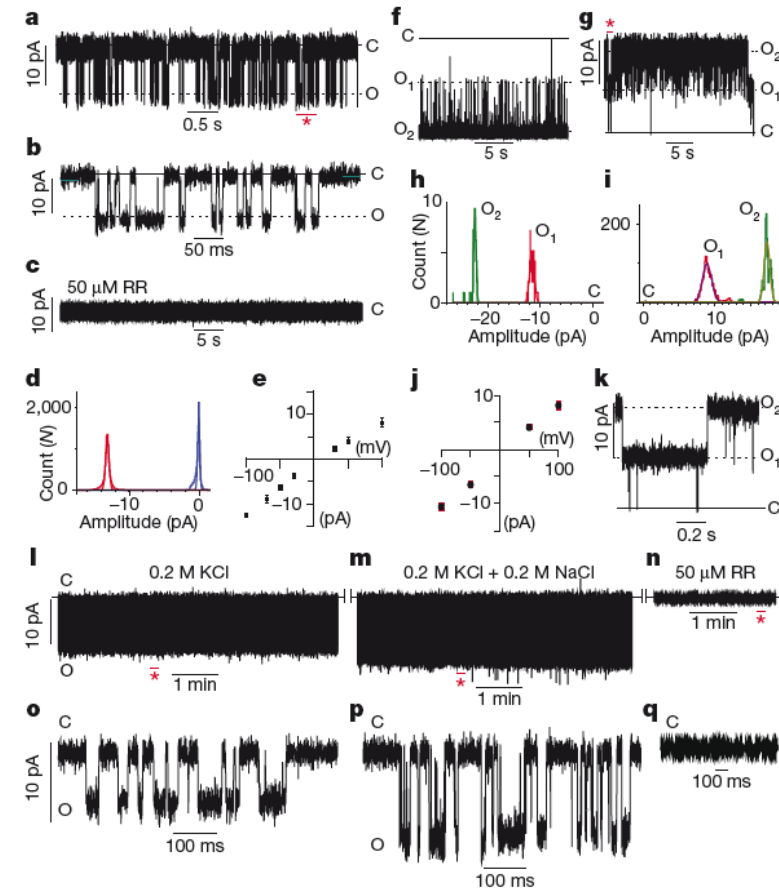 a
10 pA
C
O
0.5 s
*
b
10 pA
O
50 ms
c
50 μM RR
10 pA
C
5 s
f
C
O1
O2
5 s
g
*
10 pA
O2
O1
C
5 s
h
10
5
0
Count (N)
O2
O1
C
−20
−10
0
Amplitude (pA)
i
200
O1
O2
C
0
10
Amplitude (pA)
d
2,000
0
Count (N)
−10
0
Amplitude (pA)
e
10
(mV)
−100
−10
(pA)
j
10
(mV)
−100
100
−10
(pA)
k
10 pA
O2
O1
C
0.2 s
l
0.2 M KCl
C
10 pA
O
*
1 min
m
0.2 M KCl + 0.2 M NaCl
*
1 min
n
50 μM RR
1 min
*
o
C
10 pA
O
100 ms
p
C
O
100 ms
q
C
100 ms